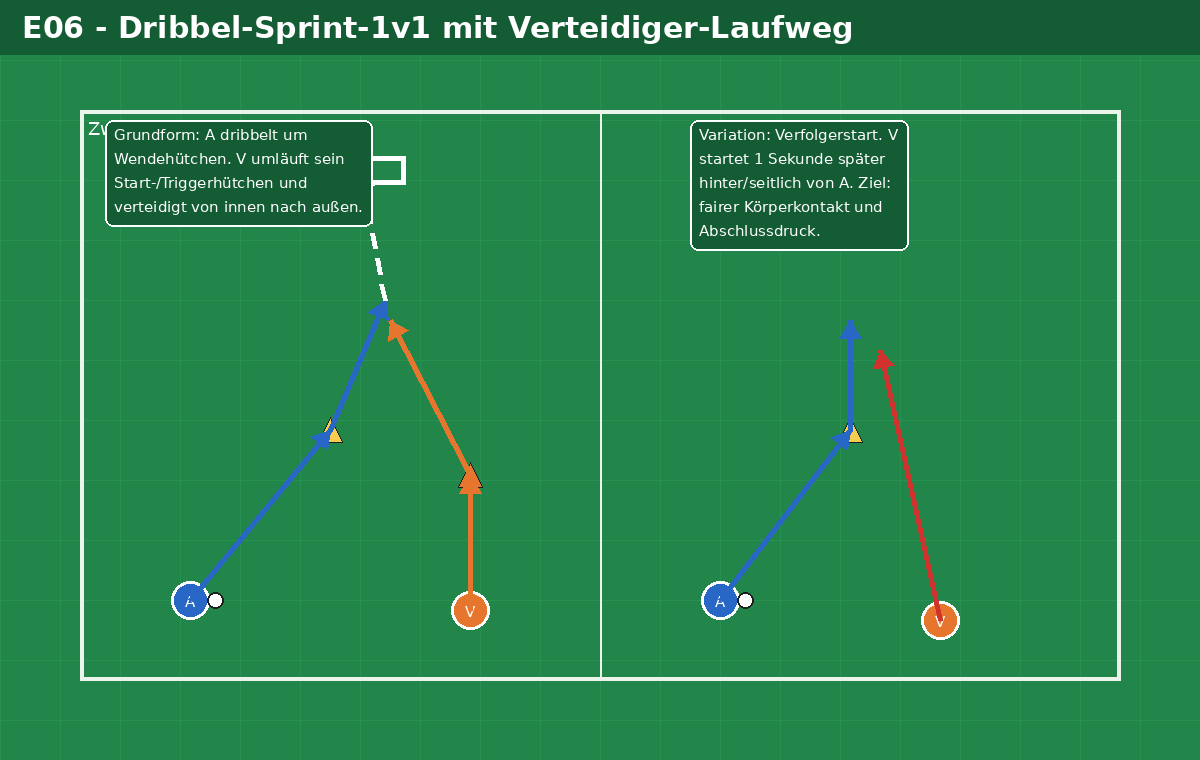 E06 - Dribbel-Sprint-1v1 mit Verteidiger-Laufweg
Grundform: A dribbelt um
Wendehütchen. V umläuft sein
Start-/Triggerhütchen und
verteidigt von innen nach außen.
Variation: Verfolgerstart. V
startet 1 Sekunde später
hinter/seitlich von A. Ziel:
fairer Körperkontakt und
Abschlussdruck.
A
V
A
V